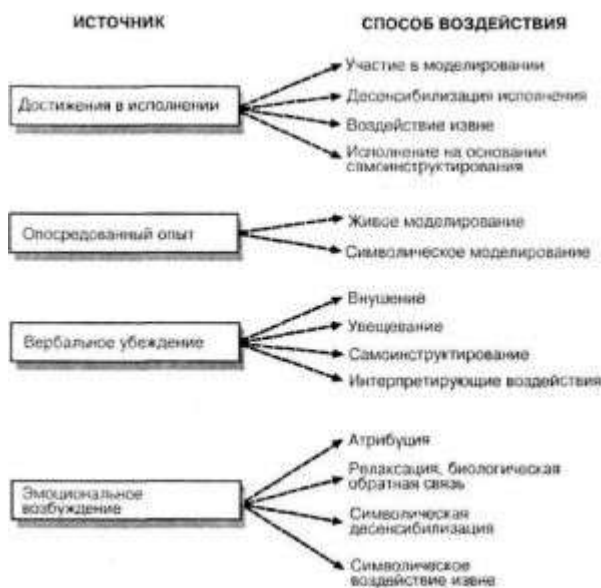 ИСТОЧНИК
СПОСОБ ВОЗДЕЙСТВИЯ
Достижения в исполнении
Участие в моделировании
Десенсибилизация исполнения
Воздействие извне
Исполнение на основании
самоинструктирования
Опосредованный опыт
Живое моделирование
Символическое моделирование
Вербальное убеждение
Внушение
Увещевание
Самоинструктирование
Интерпретирующие воздействия
Эмоциональное
возбуждение
Атрибуция
Релаксация, биологическая
обратная связь
Символическая
десенсибилизация
Символическое
воздействие извне